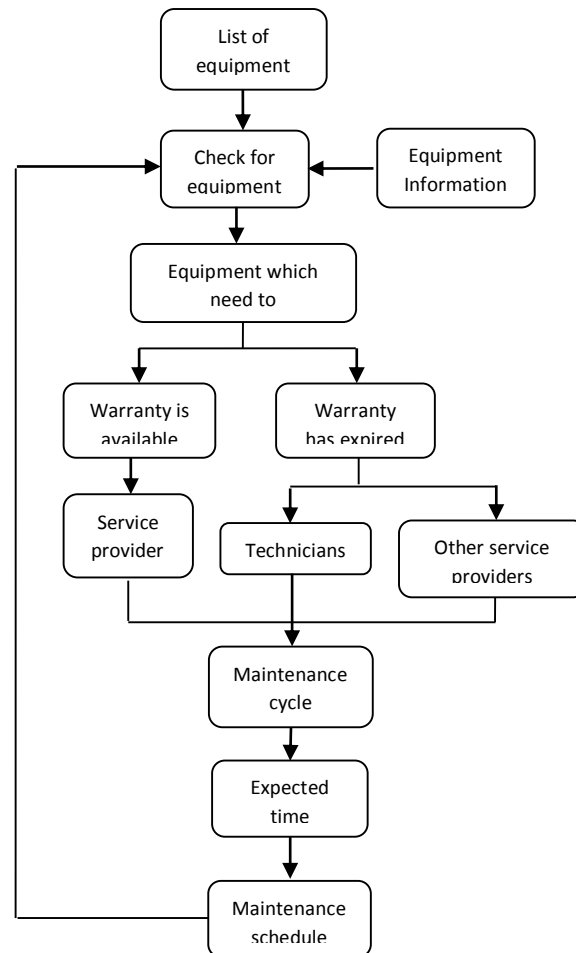 List of
equipment
Check for
equipment
Equipment
Information
Equipment which
need to
Warranty is
available
Warranty
has expired
Service
provider
Technicians
Other service
providers
Maintenance
cycle
Expected
time
Maintenance
schedule